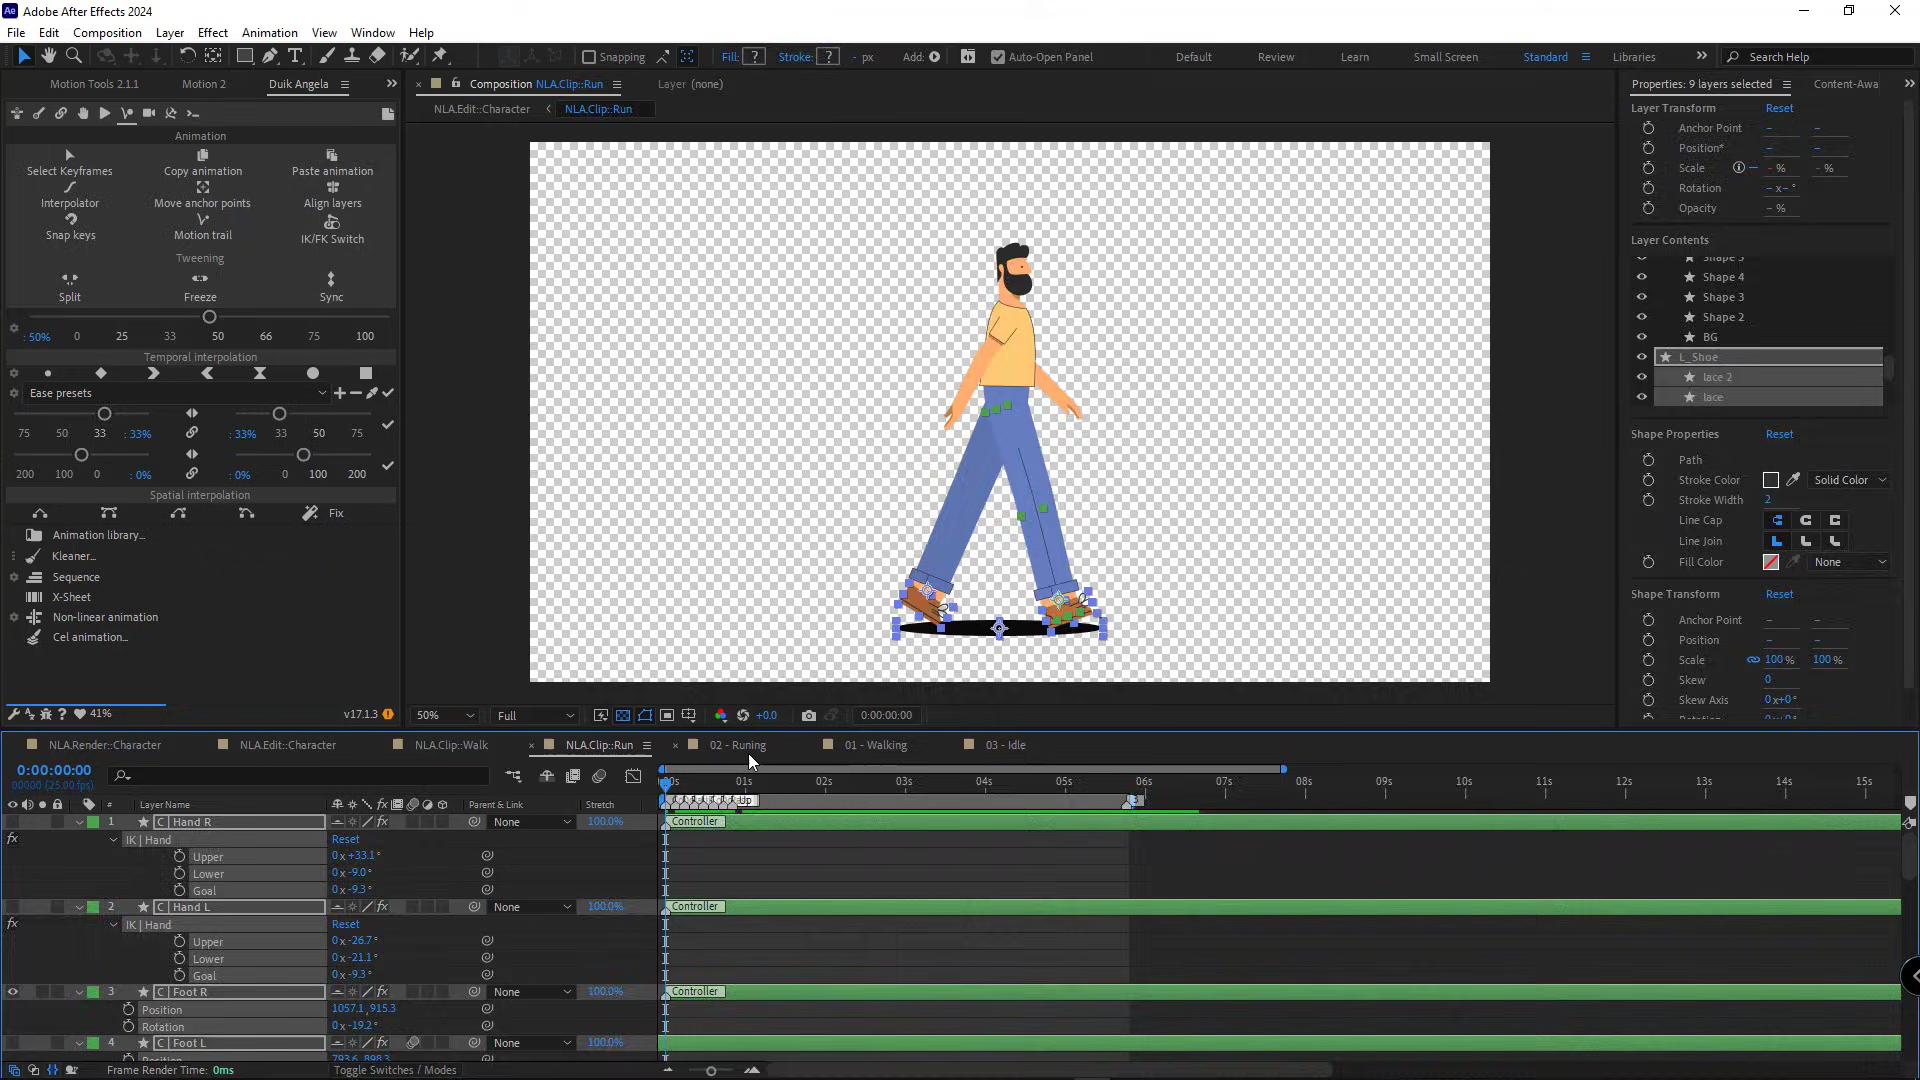 Adobe After Effects 2024
File Edit Composition Layer Effect Animation View Window Help
Snapping Fill: ? Stroke: ? - px Add: Auto-Open Panel Default Review Learn Small Screen Standard Libraries Search Help
Motion Tools 2.1.1 Motion 2 Duik Angela
Composition NLA.Clip::Run Layer (none)
NLA.Edit::Character NLA.Clip::Run
Animation
Select Keyframes Copy animation Paste animation
Interpolator Move anchor points Align layers
Snap keys Motion trail IK/FK Switch
Tweening
Split Freeze Sync
: 50% 0 25 33 50 66 75 100
Temporal interpolation
Ease presets
75 50 33 : 33% : 33% 33 50 75
200 100 0 : 0% : 0% 0 100 200
Spatial interpolation
Fix
Animation library...
Kleaner...
Sequence
X-Sheet
Non-linear animation
Cel animation...
41% v17.1.3
50% Full +0.0 0:00:00:00
Properties: 9 layers selected Content-Awa
Layer Transform Reset
Anchor Point - -
Position* - -
Scale - % - %
Rotation - x - °
Opacity - %
Layer Contents
Shape 4
Shape 3
Shape 2
BG
L_Shoe
lace 2
lace
Shape Properties Reset
Path
Stroke Color Solid Color
Stroke Width 2
Line Cap
Line Join
Fill Color None
Shape Transform Reset
Anchor Point - -
Position - -
Scale 100 % 100 %
Skew 0
Skew Axis 0x+0°
NLA.Render::Character NLA.Edit::Character NLA.Clip::Walk NLA.Clip::Run 02 - Runing 01 - Walking 03 - Idle
0:00:00:00
00000 (25.00 fps)
01s 02s 03s 04s 05s 06s 07s 08s 09s 10s 11s 12s 13s 14s 15s
# Layer Name fx Parent & Link Stretch
Up
1 C | Hand R fx None 100.0% Controller
fx IK | Hand Reset
Upper 0x+33.1°
Lower 0x-9.0°
Goal 0x-9.3°
2 C | Hand L fx None 100.0% Controller
fx IK | Hand Reset
Upper 0x-26.7°
Lower 0x-21.1°
Goal 0x-9.3°
3 C | Foot R fx None 100.0% Controller
Position 1057.1, 915.3
Rotation 0x-19.2°
4 C | Foot L fx None 100.0%
Position 793.6, 898.3
Frame Render Time: 0ms Toggle Switches / Modes